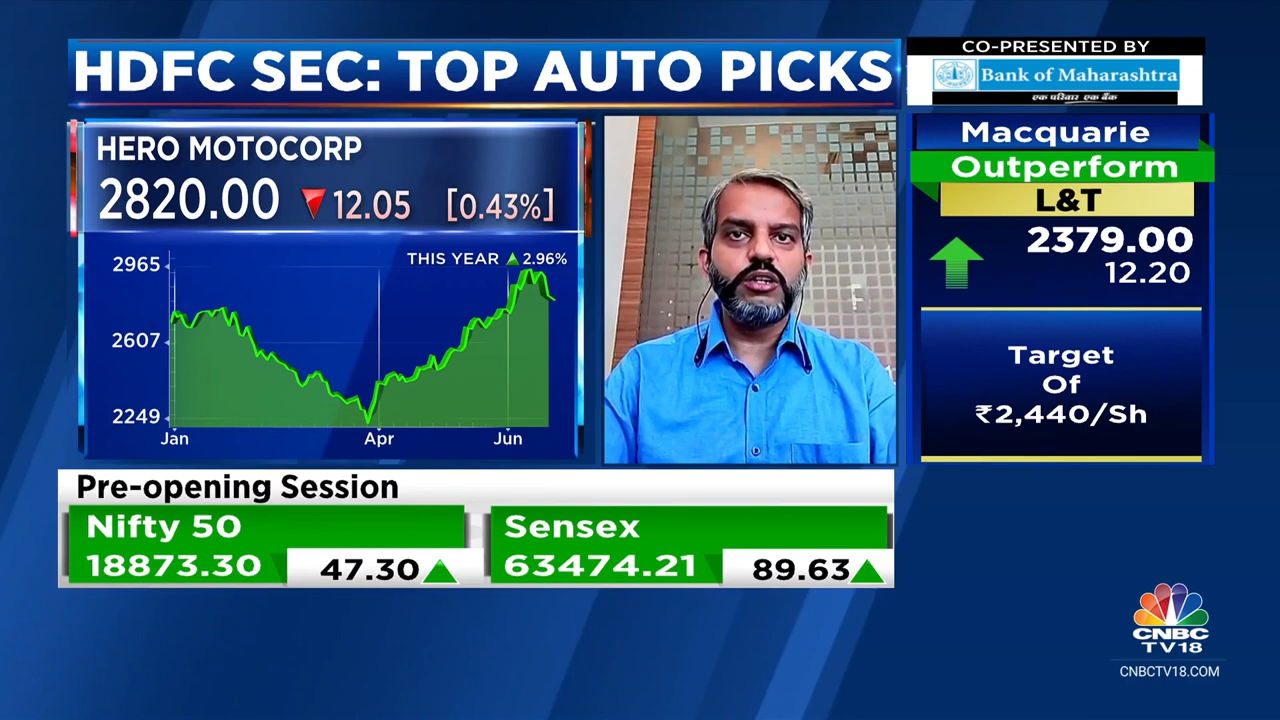 HDFC SEC: TOP AUTO PICKS
CO-PRESENTED BY
Bank of Maharashtra
एक परिवार एक बैंक
HERO MOTOCORP
2820.00 ▼ 12.05 [0.43%]
THIS YEAR ▲ 2.96%
2965
2607
2249
Jan Apr Jun
Macquarie
Outperform
L&T
2379.00
12.20
Target
Of
₹2,440/Sh
Pre-opening Session
Nifty 50
18873.30 47.30 ▲
Sensex
63474.21 89.63 ▲
CNBC
TV18
CNBCTV18.COM